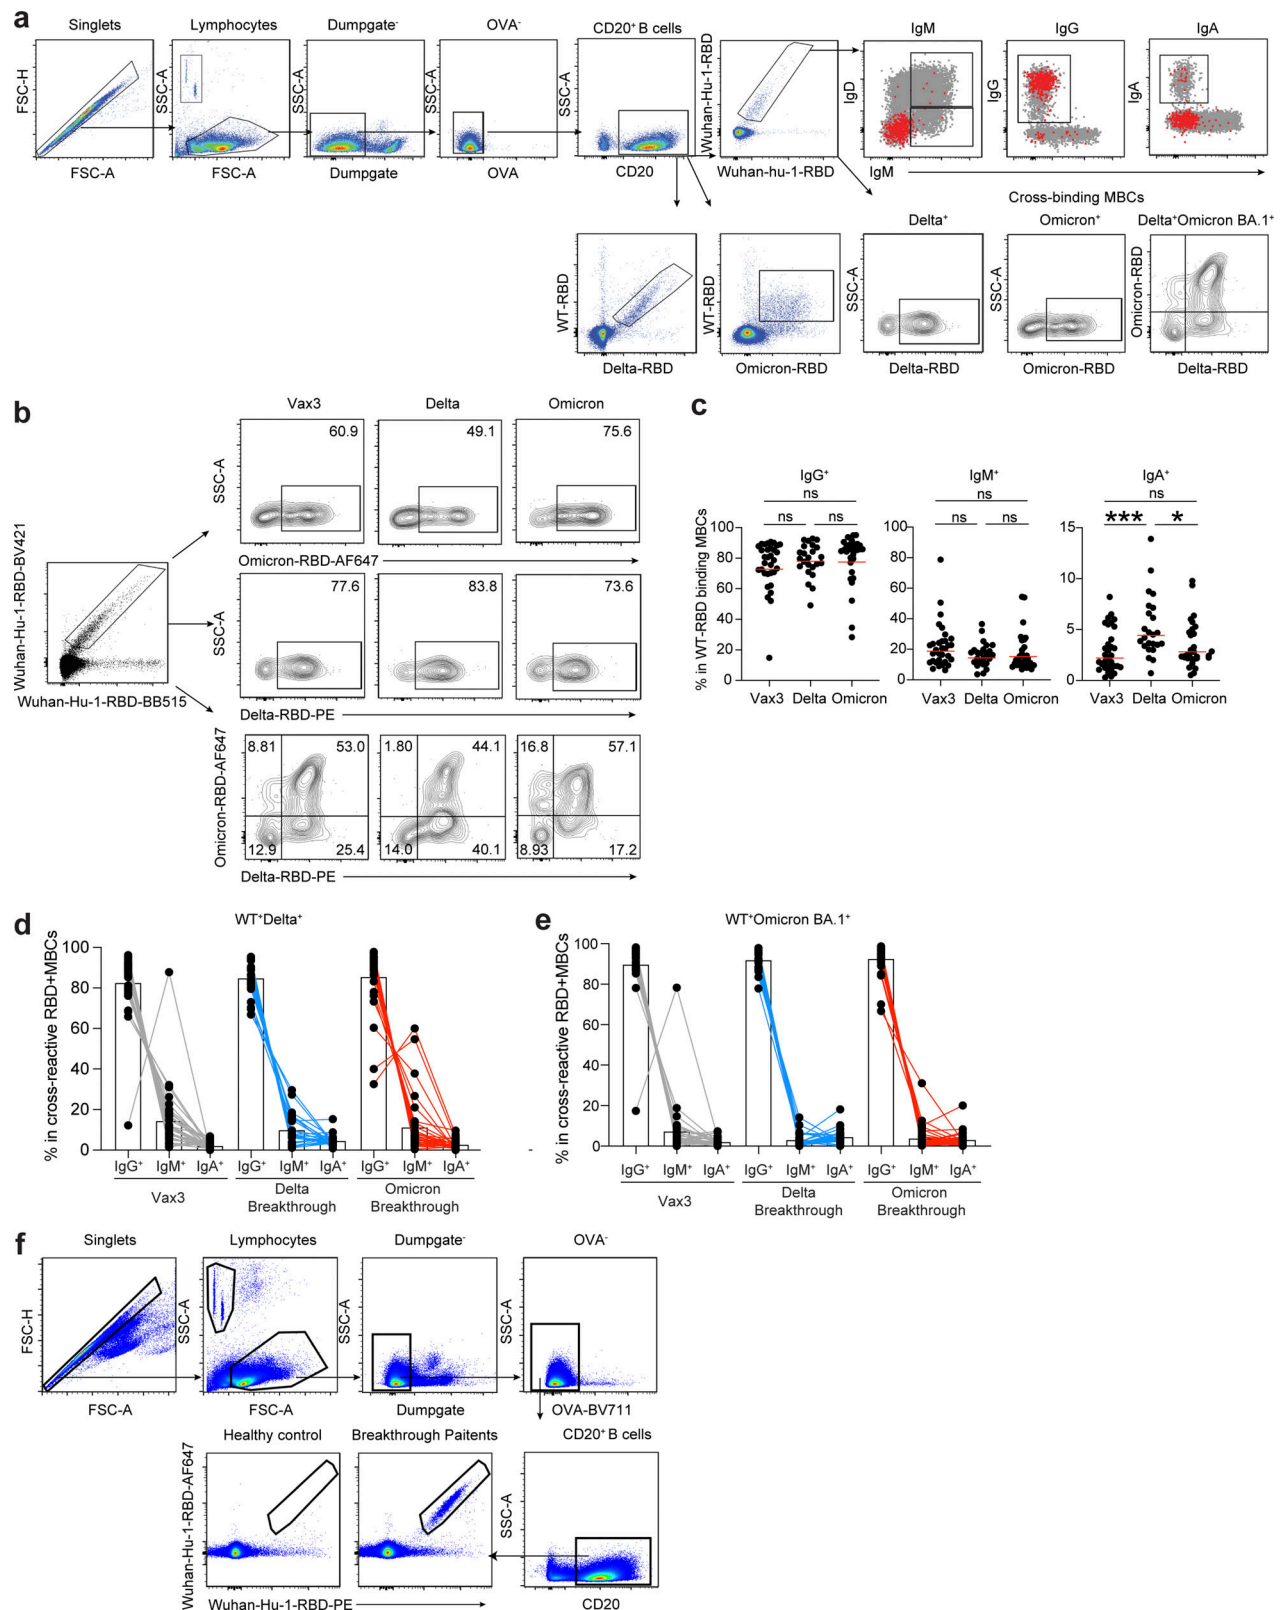 a
Singlets
Lymphocytes
Dumpgate-
OVA-
CD20+ B cells
IgM
IgG
IgA
FSC-H
SSC-A
SSC-A
SSC-A
SSC-A
Wuhan-Hu-1-RBD
IgD
IgG
IgA
FSC-A
FSC-A
Dumpgate
OVA
CD20
Wuhan-hu-1-RBD
IgM
Cross-binding MBCs
Delta+
Omicron+
Delta+Omicron BA.1+
WT-RBD
WT-RBD
SSC-A
SSC-A
Omicron-RBD
Delta-RBD
Omicron-RBD
Delta-RBD
Omicron-RBD
Delta-RBD
b
Vax3
Delta
Omicron
60.9
49.1
75.6
SSC-A
Omicron-RBD-AF647
Wuhan-Hu-1-RBD-BV421
77.6
83.8
73.6
SSC-A
Wuhan-Hu-1-RBD-BB515
Delta-RBD-PE
8.81
53.0
1.80
44.1
16.8
57.1
Omicron-RBD-AF647
12.9
25.4
14.0
40.1
8.93
17.2
Delta-RBD-PE
c
IgG+
IgM+
IgA+
ns
ns
ns
ns
ns
ns
ns
***
*
% in WT-RBD binding MBCs
100
80
60
40
20
0
100
80
60
40
20
0
15
10
5
0
Vax3
Delta
Omicron
Vax3
Delta
Omicron
Vax3
Delta
Omicron
d
WT+Delta+
% in cross-reactive RBD+MBCs
100
80
60
40
20
0
IgG+
IgM+
IgA+
IgG+
IgM+
IgA+
IgG+
IgM+
IgA+
Vax3
Delta
Breakthrough
Omicron
Breakthrough
-
e
WT+Omicron BA.1+
% in cross-reactive RBD+MBCs
100
80
60
40
20
0
IgG+
IgM+
IgA+
IgG+
IgM+
IgA+
IgG+
IgM+
IgA+
Vax3
Delta
Breakthrough
Omicron
Breakthrough
f
Singlets
Lymphocytes
Dumpgate-
OVA-
FSC-H
SSC-A
SSC-A
SSC-A
FSC-A
FSC-A
Dumpgate
OVA-BV711
Healthy control
Breakthrough Paitents
CD20+ B cells
Wuhan-Hu-1-RBD-AF647
SSC-A
Wuhan-Hu-1-RBD-PE
CD20